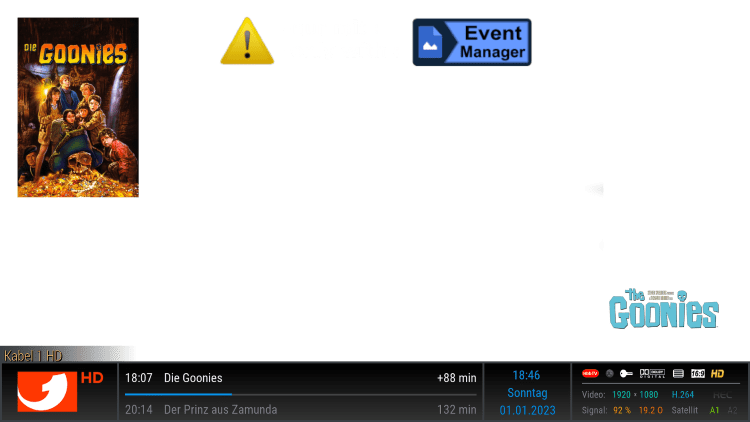 DIE GOONIES
Event
Manager
THE
GOONIES
Kabel 1 HD
HD
18:07 Die Goonies +88 min
20:14 Der Prinz aus Zamunda 132 min
18:46
Sonntag
01.01.2023
HbbTV DIGITAL 16:9 HD
Video: 1920 × 1080 H.264 REC
Signal: 92 % 19.2 O Satellit A1 A2